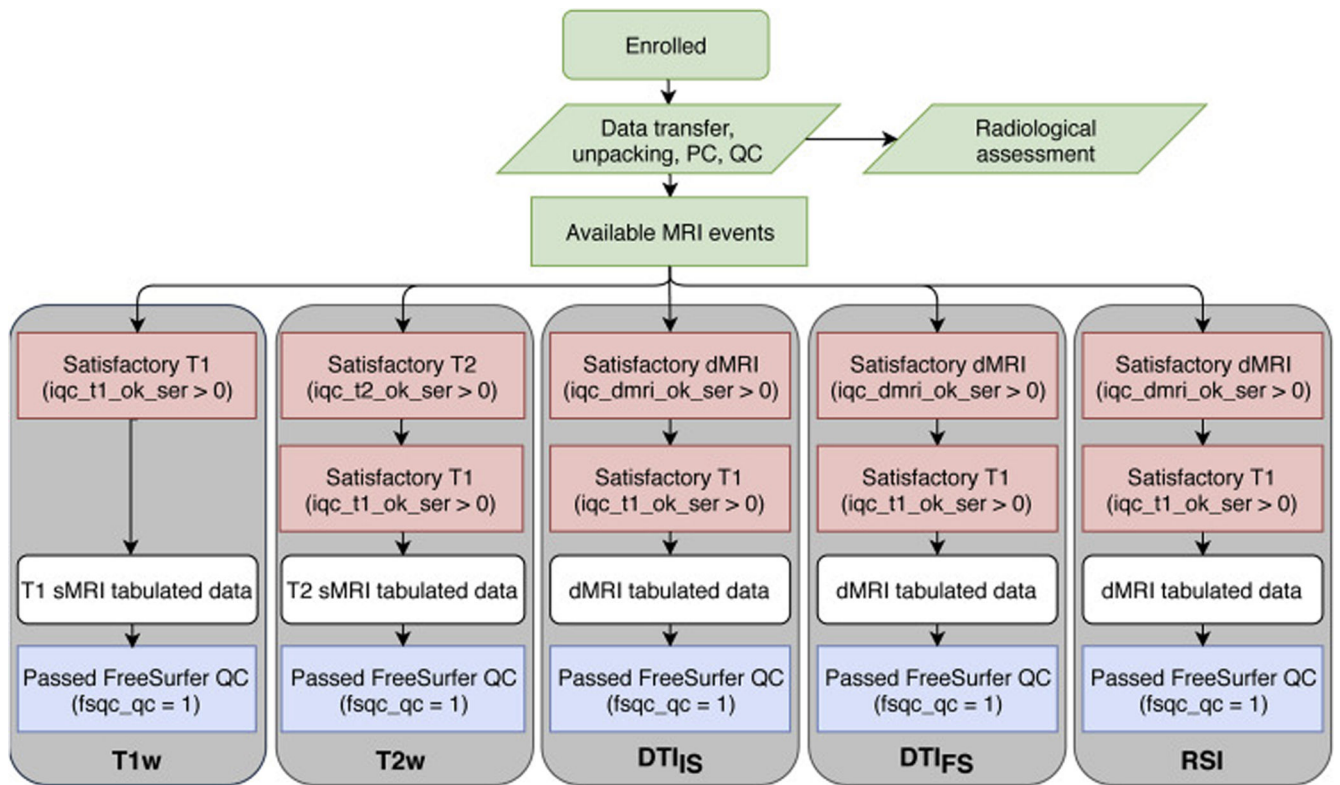 Enrolled
Data transfer,
unpacking, PC, QC
Radiological
assessment
Available MRI events
Satisfactory T1
(iqc_t1_ok_ser > 0)
T1 sMRI tabulated data
Passed FreeSurfer QC
(fsqc_qc = 1)
T1w
Satisfactory T2
(iqc_t2_ok_ser > 0)
Satisfactory T1
(iqc_t1_ok_ser > 0)
T2 sMRI tabulated data
Passed FreeSurfer QC
(fsqc_qc = 1)
T2w
Satisfactory dMRI
(iqc_dmri_ok_ser > 0)
Satisfactory T1
(iqc_t1_ok_ser > 0)
dMRI tabulated data
Passed FreeSurfer QC
(fsqc_qc = 1)
DTIIS
Satisfactory dMRI
(iqc_dmri_ok_ser > 0)
Satisfactory T1
(iqc_t1_ok_ser > 0)
dMRI tabulated data
Passed FreeSurfer QC
(fsqc_qc = 1)
DTIFS
Satisfactory dMRI
(iqc_dmri_ok_ser > 0)
Satisfactory T1
(iqc_t1_ok_ser > 0)
dMRI tabulated data
Passed FreeSurfer QC
(fsqc_qc = 1)
RSI